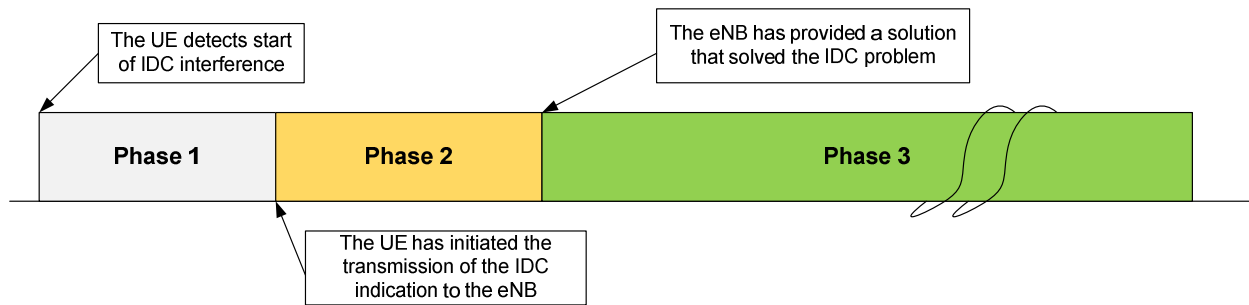 The UE detects start
of IDC interference
The eNB has provided a solution
that solved the IDC problem
Phase 1
Phase 2
Phase 3
The UE has initiated the
transmission of the IDC
indication to the eNB